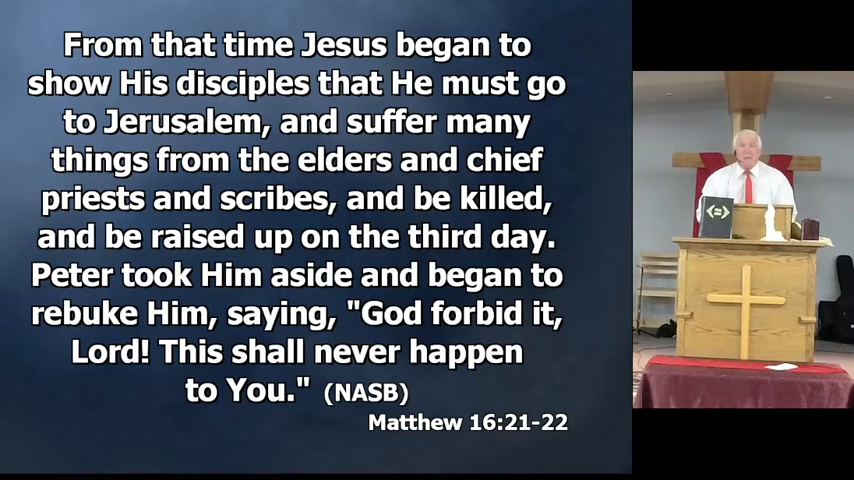 From that time Jesus began to
show His disciples that He must go
to Jerusalem, and suffer many
things from the elders and chief
priests and scribes, and be killed,
and be raised up on the third day.
Peter took Him aside and began to
rebuke Him, saying, "God forbid it,
Lord! This shall never happen
to You." (NASB)
Matthew 16:21-22